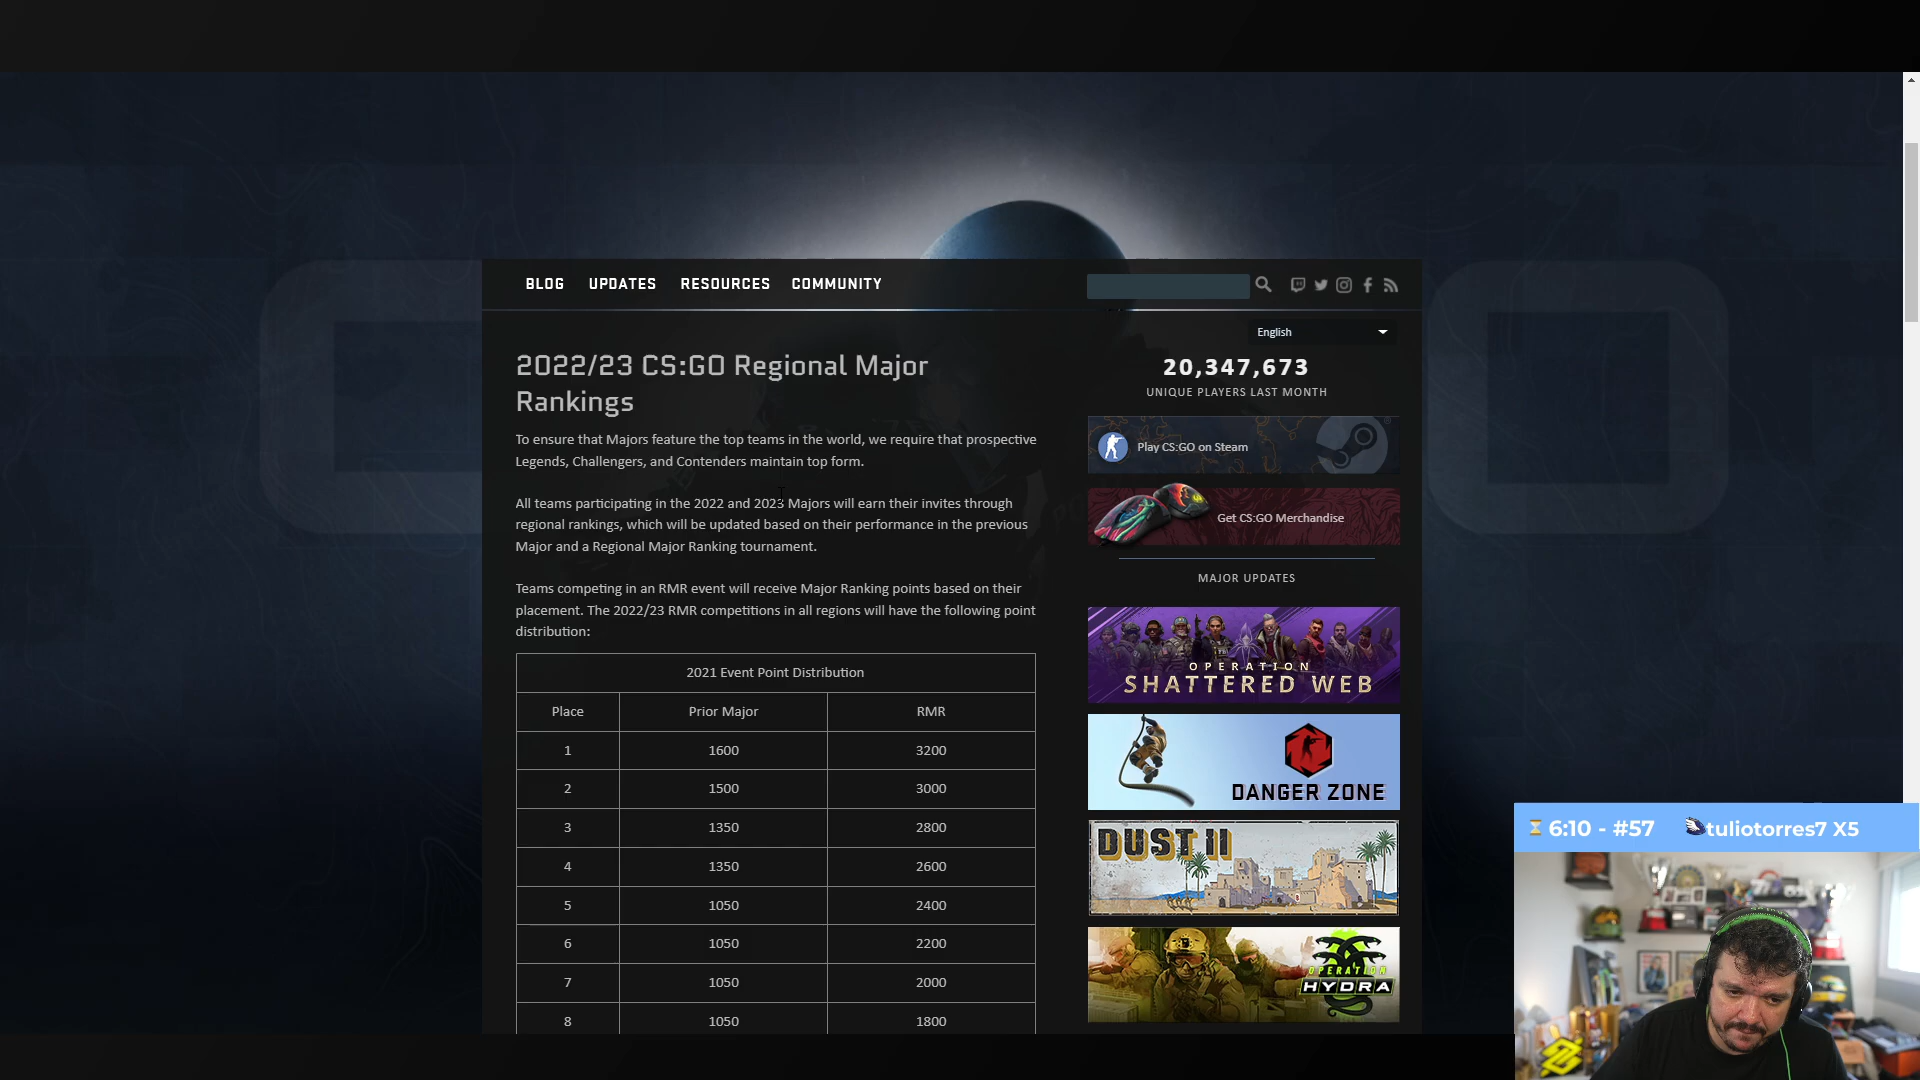 BLOG UPDATES RESOURCES COMMUNITY
English
2022/23 CS:GO Regional Major
Rankings
To ensure that Majors feature the top teams in the world, we require that prospective
Legends, Challengers, and Contenders maintain top form.
All teams participating in the 2022 and 2023 Majors will earn their invites through
regional rankings, which will be updated based on their performance in the previous
Major and a Regional Major Ranking tournament.
Teams competing in an RMR event will receive Major Ranking points based on their
placement. The 2022/23 RMR competitions in all regions will have the following point
distribution:
2021 Event Point Distribution
Place Prior Major RMR
1 1600 3200
2 1500 3000
3 1350 2800
4 1350 2600
5 1050 2400
6 1050 2200
7 1050 2000
8 1050 1800
20,347,673
UNIQUE PLAYERS LAST MONTH
Play CS:GO on Steam
Get CS:GO Merchandise
MAJOR UPDATES
OPERATION
SHATTERED WEB
DANGER ZONE
DUST II
OPERATION
HYDRA
6:10 - #57 tuliotorres7 X5